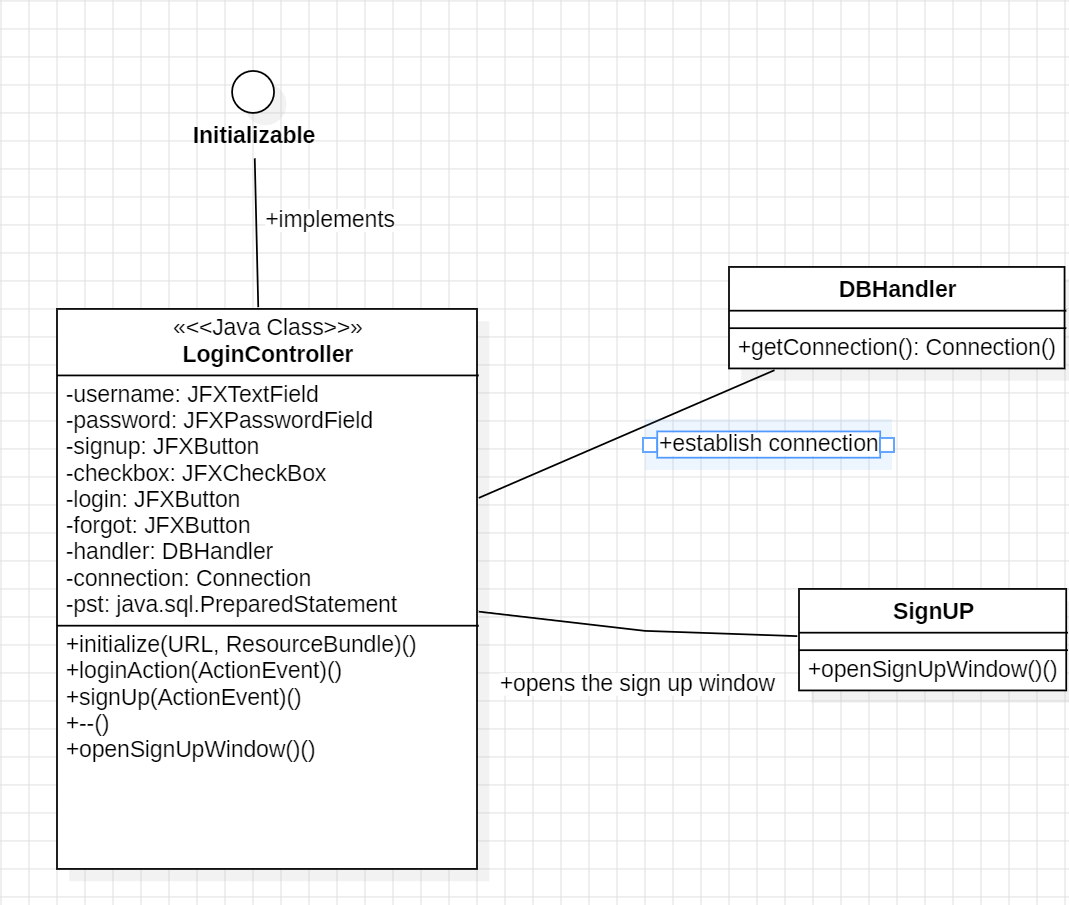 Initializable
+implements
«<<Java Class>>»
LoginController
-username: JFXTextField
-password: JFXPasswordField
-signup: JFXButton
-checkbox: JFXCheckBox
-login: JFXButton
-forgot: JFXButton
-handler: DBHandler
-connection: Connection
-pst: java.sql.PreparedStatement
+initialize(URL, ResourceBundle)()
+loginAction(ActionEvent)()
+signUp(ActionEvent)()
+--()
+openSignUpWindow()()
DBHandler
+getConnection(): Connection()
+establish connection
SignUP
+openSignUpWindow()()
+opens the sign up window